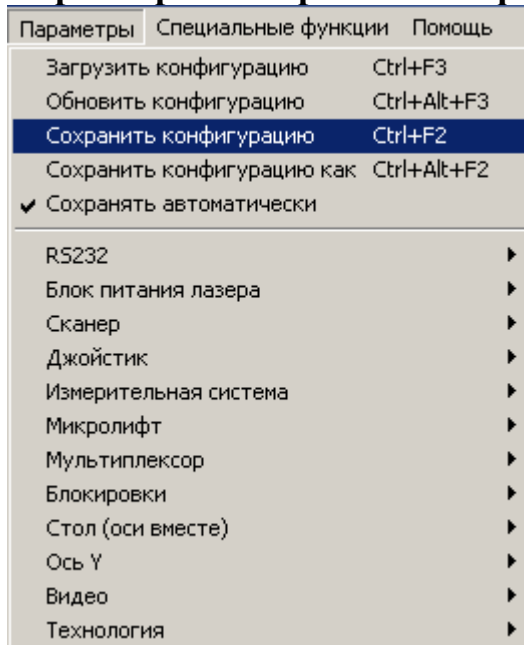 Параметры Специальные функции Помощь
Загрузить конфигурацию Ctrl+F3
Обновить конфигурацию Ctrl+Alt+F3
Сохранить конфигурацию Ctrl+F2
Сохранить конфигурацию как Ctrl+Alt+F2
Сохранять автоматически
RS232
Блок питания лазера
Сканер
Джойстик
Измерительная система
Микролифт
Мультиплексор
Блокировки
Стол (оси вместе)
Ось Y
Видео
Технология